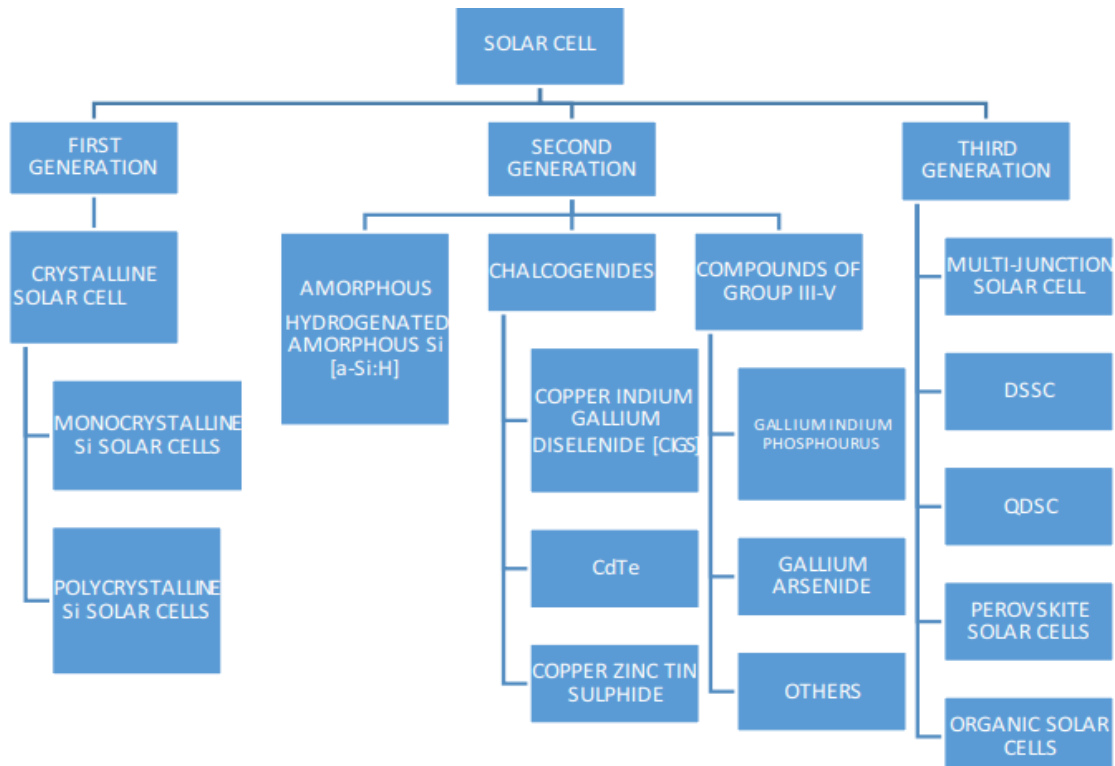 SOLAR CELL
FIRST
GENERATION
CRYSTALLINE
SOLAR CELL
MONOCRYSTALLINE
Si SOLAR CELLS
POLYCRYSTALLINE
Si SOLAR CELLS
SECOND
GENERATION
AMORPHOUS
HYDROGENATED
AMORPHOUS Si
[a-Si:H]
CHALCOGENIDES
COPPER INDIUM
GALLIUM
DISELENIDE [CIGS]
CdTe
COPPER ZINC TIN
SULPHIDE
COMPOUNDS OF
GROUP III-V
GALLIUM INDIUM
PHOSPHOURUS
GALLIUM
ARSENIDE
OTHERS
THIRD
GENERATION
MULTI-JUNCTION
SOLAR CELL
DSSC
QDSC
PEROVSKITE
SOLAR CELLS
ORGANIC SOLAR
CELLS